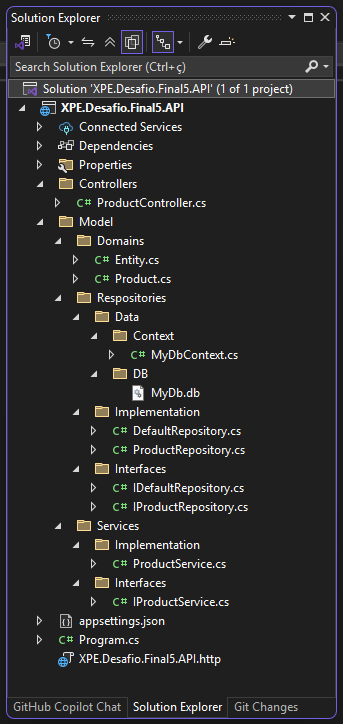 Solution Explorer
Search Solution Explorer (Ctrl+ç)
Solution 'XPE.Desafio.Final5.API' (1 of 1 project)
XPE.Desafio.Final5.API
Connected Services
Dependencies
Properties
Controllers
C# ProductController.cs
Model
Domains
C# Entity.cs
C# Product.cs
Respositories
Data
Context
C# MyDbContext.cs
DB
MyDb.db
Implementation
C# DefaultRepository.cs
C# ProductRepository.cs
Interfaces
C# IDefaultRepository.cs
C# IProductRepository.cs
Services
Implementation
C# ProductService.cs
Interfaces
C# IProductService.cs
appsettings.json
C# Program.cs
XPE.Desafio.Final5.API.http
GitHub Copilot Chat Solution Explorer Git Changes